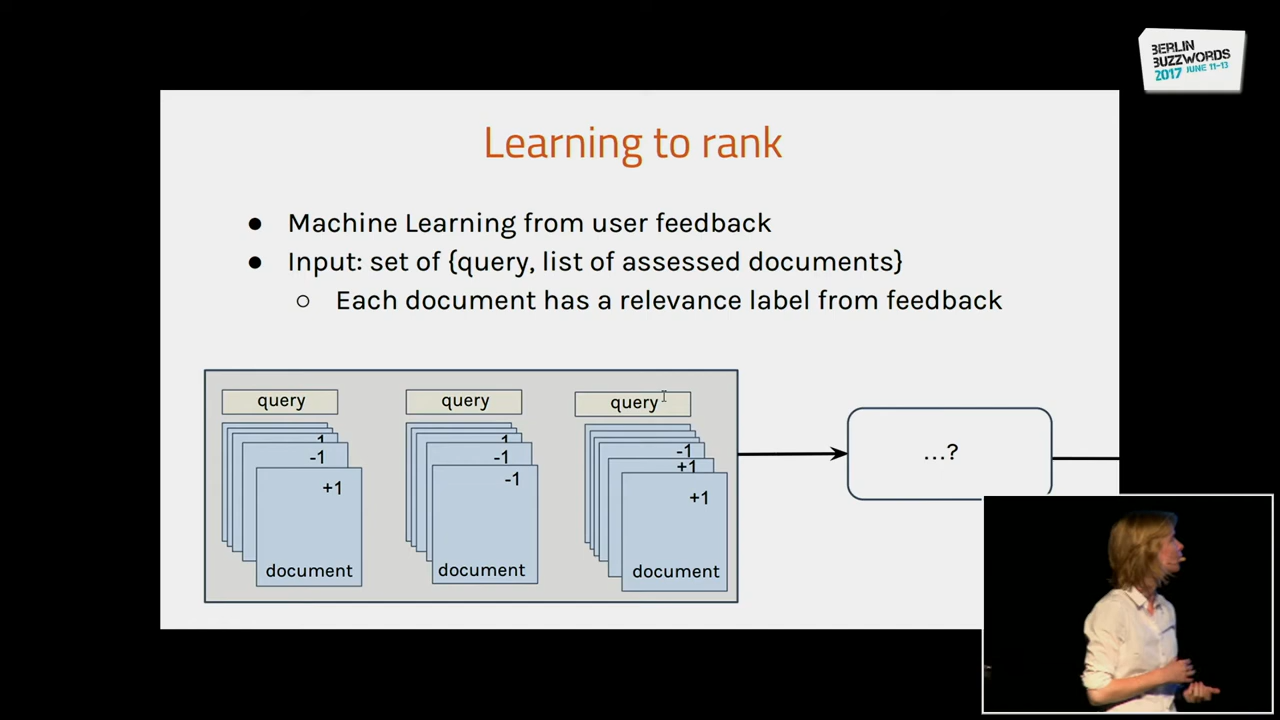 BERLIN
BUZZWORDS
2017 JUNE 11-13
Learning to rank
● Machine Learning from user feedback
● Input: set of {query, list of assessed documents}
○ Each document has a relevance label from feedback
query
query
query
1
-1
+1
document
1
-1
-1
document
-1
+1
+1
document
...?